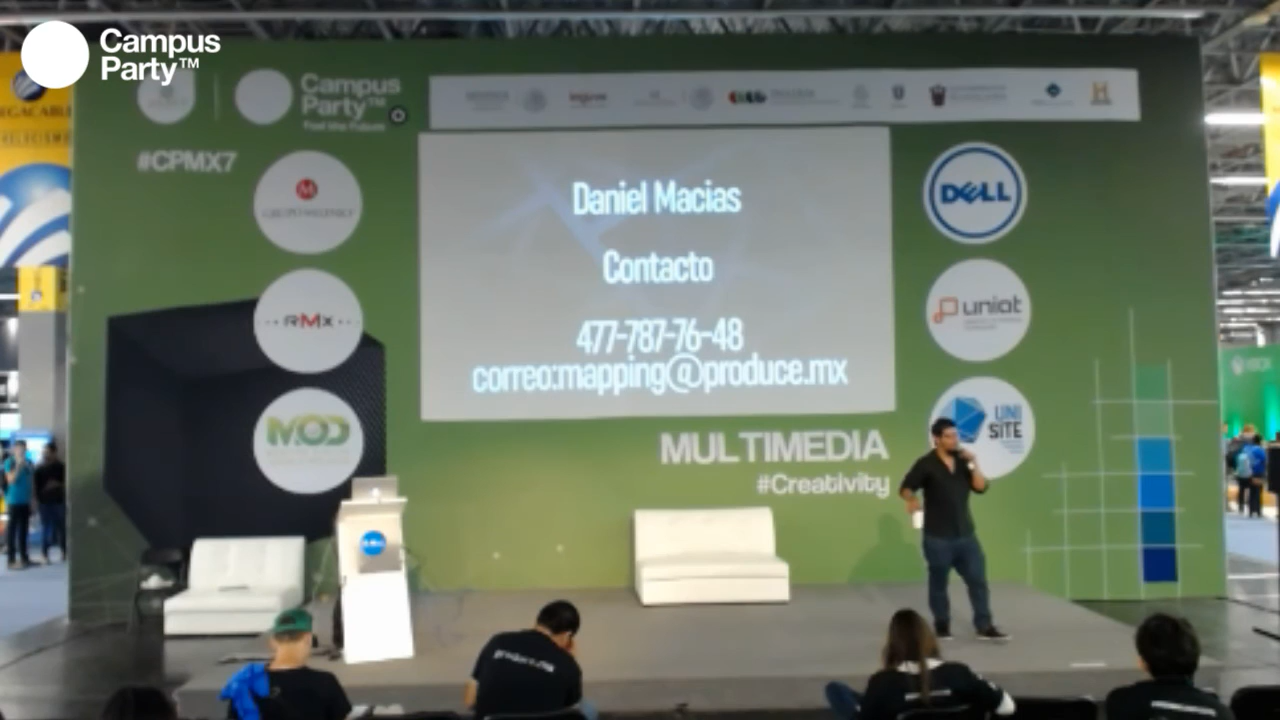 Campus
Party™
Campus
Party™
Feel the Future
#CPMX7
Daniel Macias
Contacto
477-787-76-48
correo:mapping@produce.mx
DELL
uniat
RMx
MOD
UNI
SITE
MULTIMEDIA
#Creativity